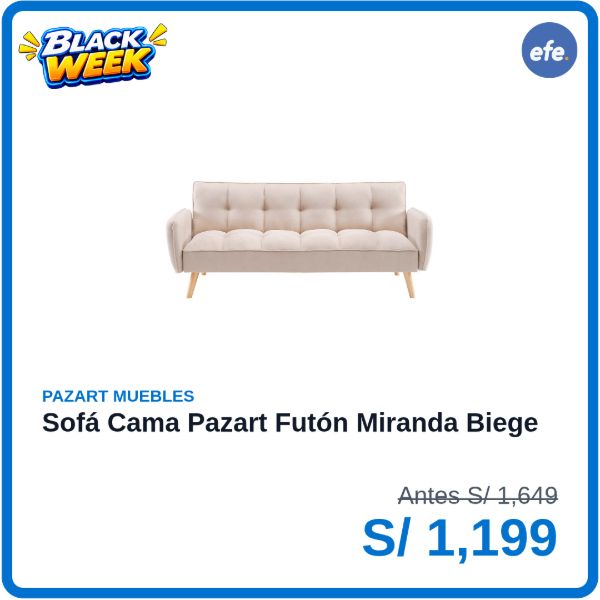 BLACK
WEEK
efe.
PAZART MUEBLES
Sofá Cama Pazart Futón Miranda Biege
Antes S/ 1,649
S/ 1,199